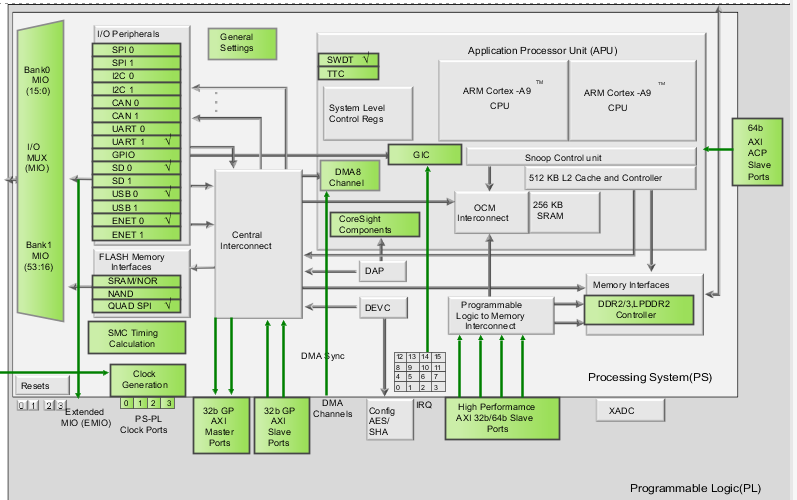 I/O Peripherals
SPI 0
SPI 1
I2C 0
I2C 1
CAN 0
CAN 1
UART 0
UART 1 √
GPIO
SD 0 √
SD 1
USB 0 √
USB 1
ENET 0 √
ENET 1
Bank0
MIO
(15:0)
I/O
MUX
(MIO)
Bank1
MIO
(53:16)
FLASH Memory
Interfaces
SRAM/NOR
NAND
QUAD SPI √
SMC Timing
Calculation
Clock
Generation
Resets
General
Settings
Application Processor Unit (APU)
SWDT √
TTC
System Level
Control Regs
ARM Cortex -A9 TM
CPU
ARM Cortex -A9 TM
CPU
GIC
Snoop Control unit
512 KB L2 Cache and Controller
DMA8
Channel
OCM
Interconnect
256 KB
SRAM
CoreSight
Components
Central
Interconnect
DAP
DEVC
Programmable
Logic to Memory
Interconnect
Memory Interfaces
DDR2/3,LPDDR2
Controller
64b
AXI
ACP
Slave
Ports
DMA Sync
12 13 14 15
8 9 10 11
4 5 6 7
0 1 2 3
Processing System(PS)
0 1 2 3
Extended
MIO (EMIO)
0 1 2 3
PS-PL
Clock Ports
32b GP
AXI
Master
Ports
32b GP
AXI
Slave
Ports
DMA
Channels
Config
AES/
SHA
IRQ
High Performance
AXI 32b/64b Slave
Ports
XADC
Programmable Logic(PL)